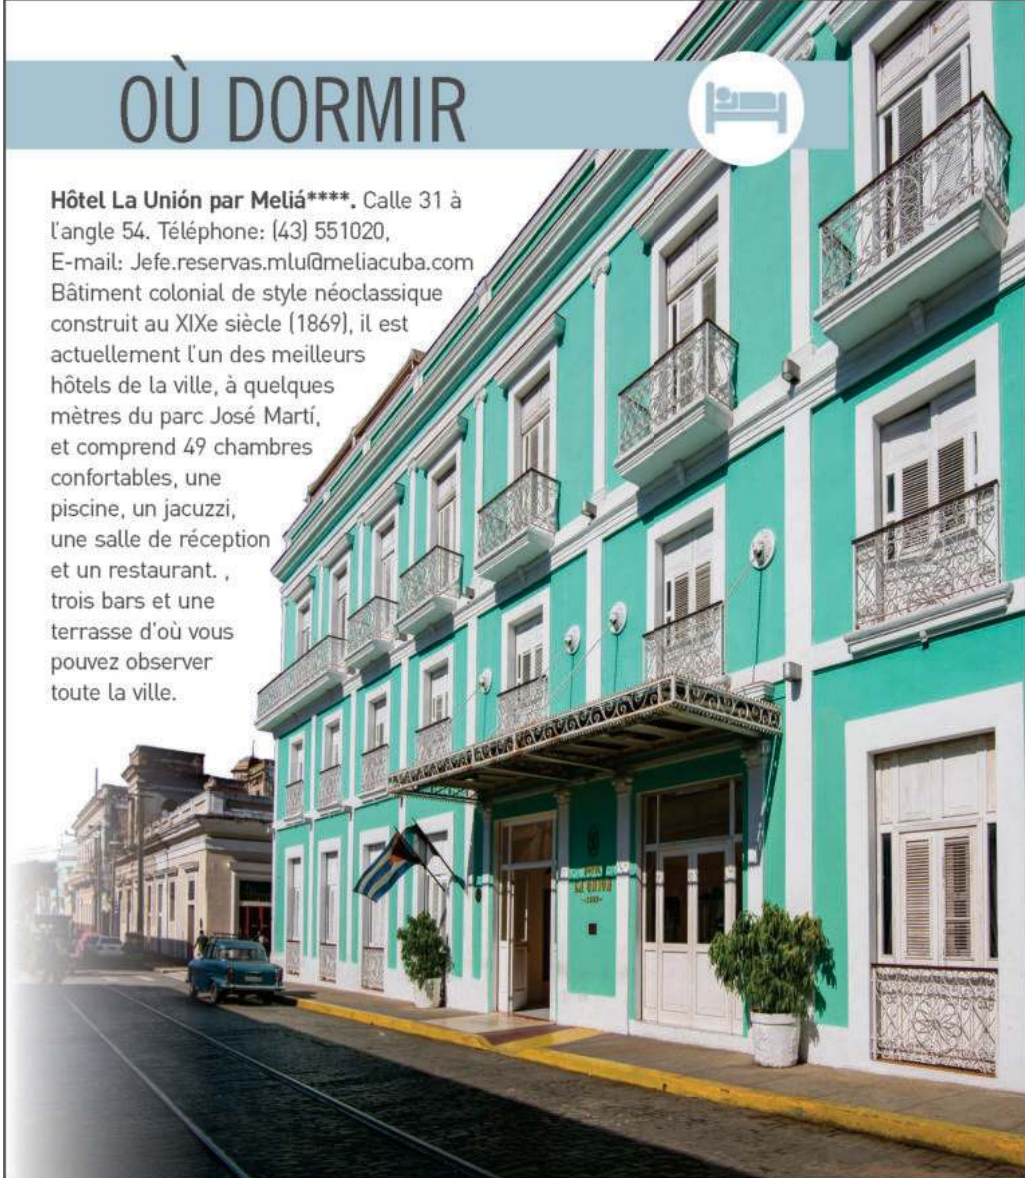 OÙ DORMIR
Hôtel La Unión par Meliá****. Calle 31 à
l'angle 54. Téléphone: (43) 551020,
E-mail: Jefe.reservas.mlu@meliacuba.com
Bâtiment colonial de style néoclassique
construit au XIXe siècle (1869), il est
actuellement l'un des meilleurs
hôtels de la ville, à quelques
mètres du parc José Martí,
et comprend 49 chambres
confortables, une
piscine, un jacuzzi,
une salle de réception
et un restaurant. ,
trois bars et une
terrasse d'où vous
pouvez observer
toute la ville.
LA UNION